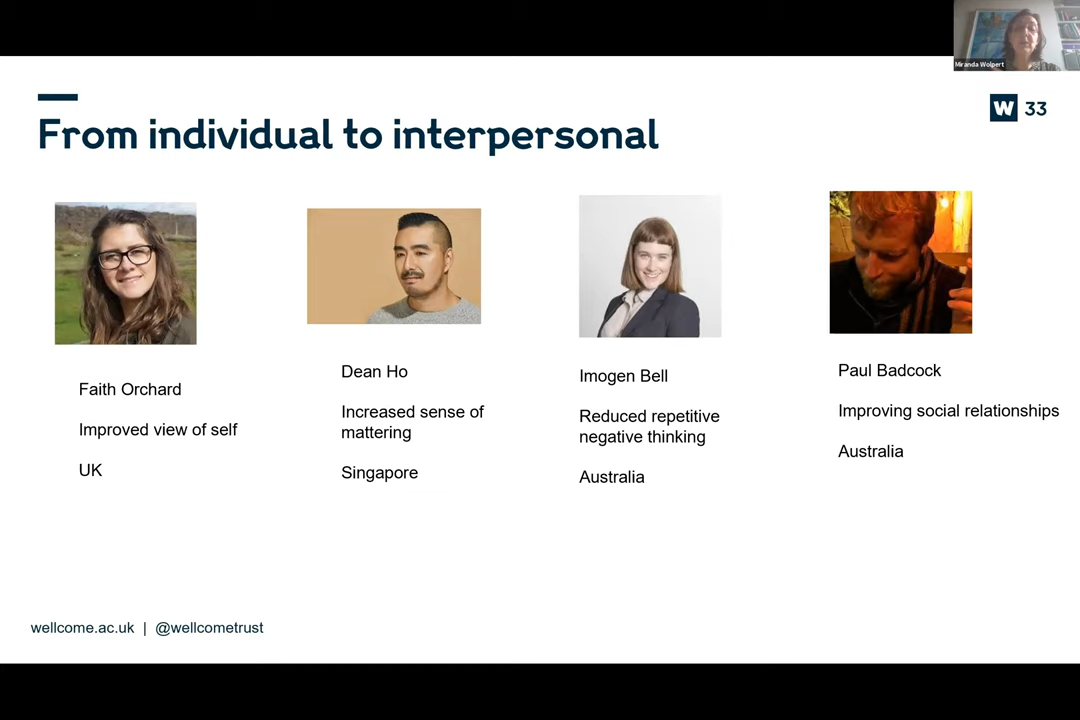 Miranda Wolpert
W 33
From individual to interpersonal
Faith Orchard
Improved view of self
UK
Dean Ho
Increased sense of
mattering
Singapore
Imogen Bell
Reduced repetitive
negative thinking
Australia
Paul Badcock
Improving social relationships
Australia
wellcome.ac.uk | @wellcometrust